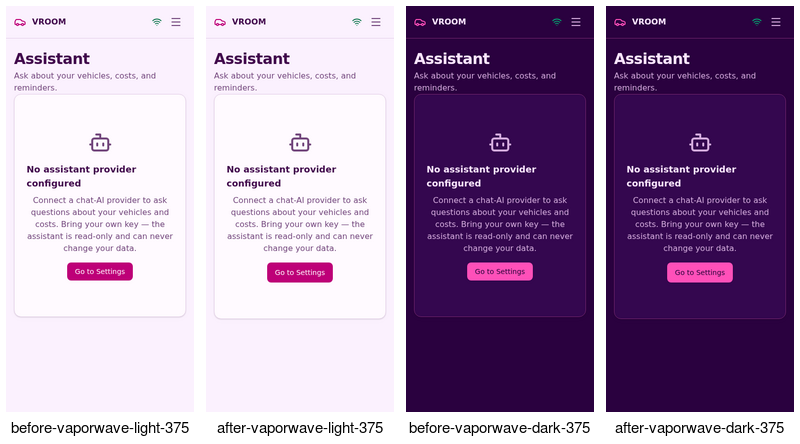 VROOM
Assistant
Ask about your vehicles, costs, and
reminders.
No assistant provider
configured
Connect a chat-AI provider to ask
questions about your vehicles and
costs. Bring your own key — the
assistant is read-only and can never
change your data.
Go to Settings
before-vaporwave-light-375
VROOM
Assistant
Ask about your vehicles, costs, and
reminders.
No assistant provider
configured
Connect a chat-AI provider to ask
questions about your vehicles and
costs. Bring your own key — the
assistant is read-only and can never
change your data.
Go to Settings
after-vaporwave-light-375
VROOM
Assistant
Ask about your vehicles, costs, and
reminders.
No assistant provider
configured
Connect a chat-AI provider to ask
questions about your vehicles and
costs. Bring your own key — the
assistant is read-only and can never
change your data.
Go to Settings
before-vaporwave-dark-375
VROOM
Assistant
Ask about your vehicles, costs, and
reminders.
No assistant provider
configured
Connect a chat-AI provider to ask
questions about your vehicles and
costs. Bring your own key — the
assistant is read-only and can never
change your data.
Go to Settings
after-vaporwave-dark-375